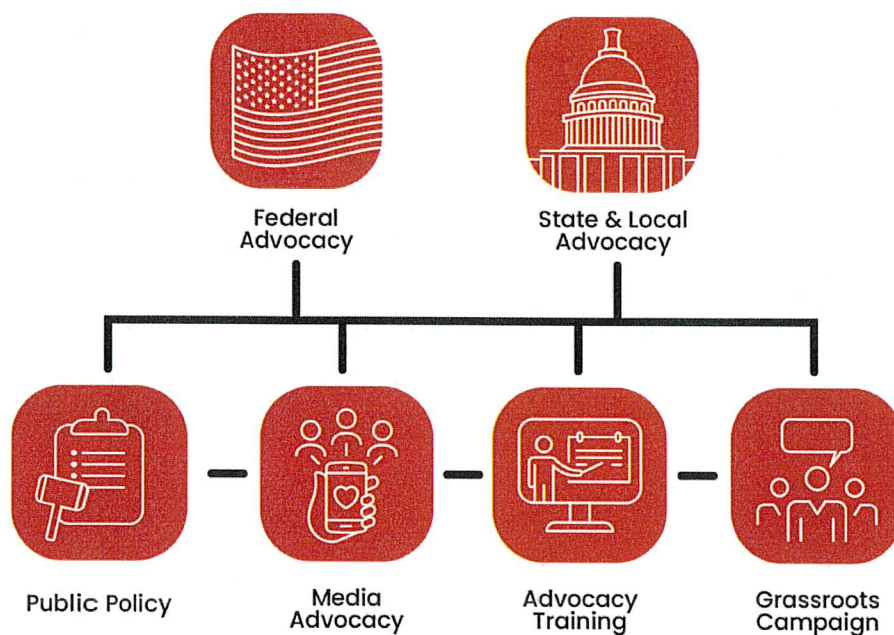 Federal
Advocacy
State & Local
Advocacy
Public Policy
Media
Advocacy
Advocacy
Training
Grassroots
Campaign